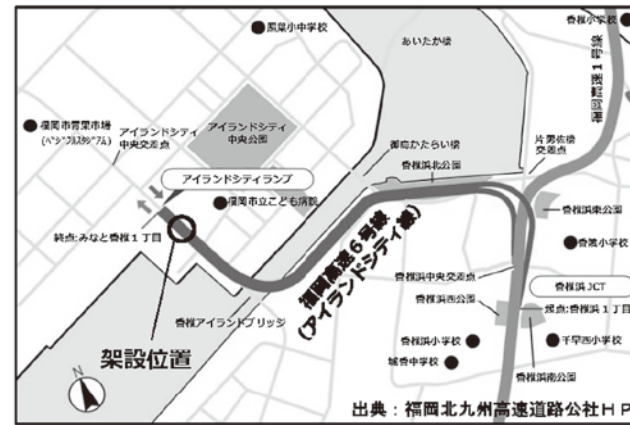 照葉小中学校
あいたか橋
香椎小学校
福岡高速1号線
福岡市青果市場
(ベジフルスタジアム)
アイランドシティ
中央交差点
アイランドシティ
中央公園
御島かたらい橋
片男佐橋
交差点
香椎浜北公園
アイランドシティランプ
福岡市立こども病院
香椎浜東公園
終点:みなと香椎1丁目
福岡高速6号線
(アイランドシティ線)
香陵小学校
香椎浜中央交差点
香椎浜JCT
香椎浜西公園
起点:香椎浜1丁目
香椎アイランドブリッジ
架設位置
香椎浜小学校
千早西小学校
城香中学校
香椎浜南公園
N
出典:福岡北九州高速道路公社HP